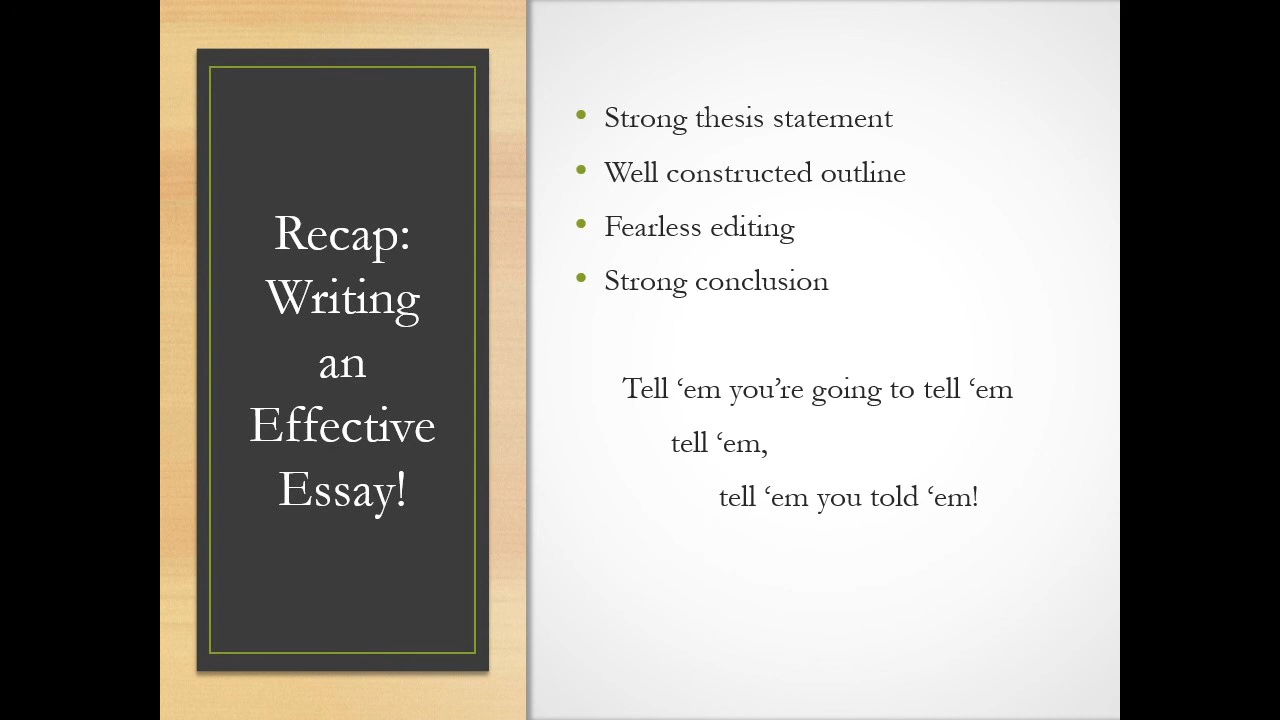 Recap:
Writing
an
Effective
Essay!
• Strong thesis statement
• Well constructed outline
• Fearless editing
• Strong conclusion
Tell ‘em you’re going to tell ‘em
tell ‘em,
tell ‘em you told ‘em!